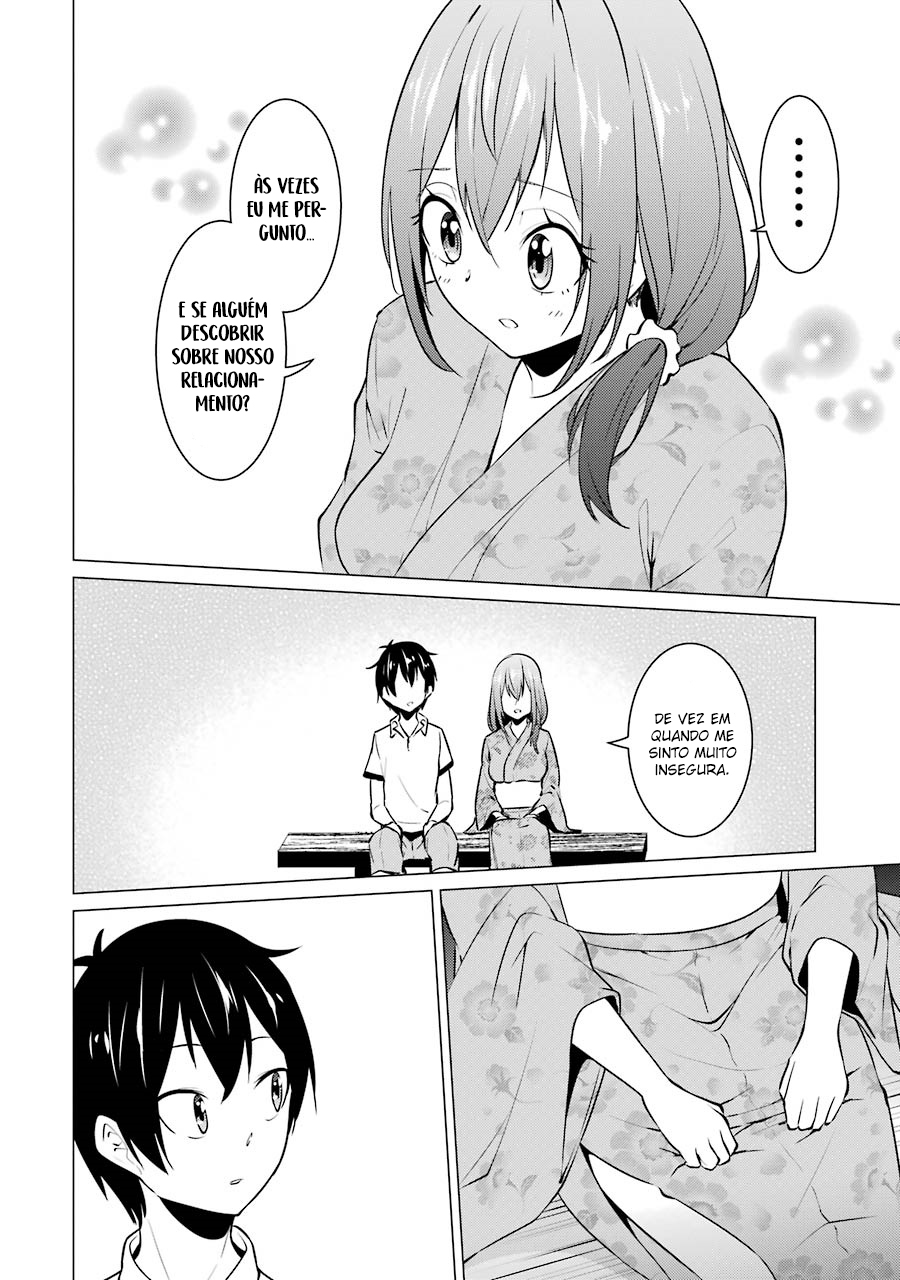 ......
ÀS VEZES
EU ME PER-
GUNTO...
E SE ALGUÉM
DESCOBRIR
SOBRE NOSSO
RELACIONA-
MENTO?
DE VEZ EM
QUANDO ME
SINTO MUITO
INSEGURA.